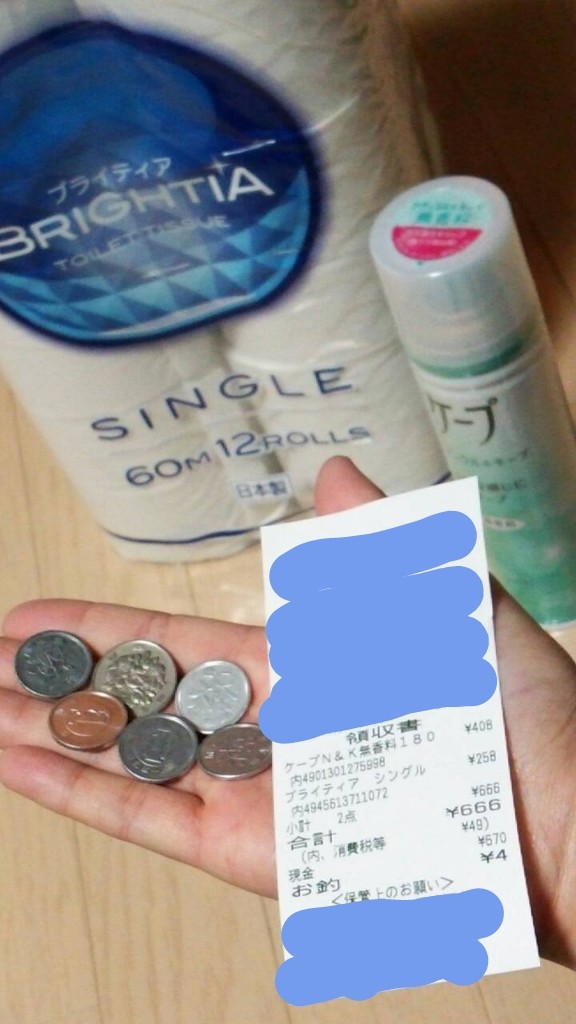 ブライティア
BRIGHTIA
TOILET TISSUE
SINGLE
60M 12ROLLS
日本製
無香料
ケープ
領収書
ケープN&K無香料180 ¥408
内4901301275998
ブライティア シングル ¥258
内4945613711072
小計 2点 ¥666
合計 ¥666
(内、消費税等 ¥49)
現金 ¥670
お釣 ¥4
<保管上のお願い>